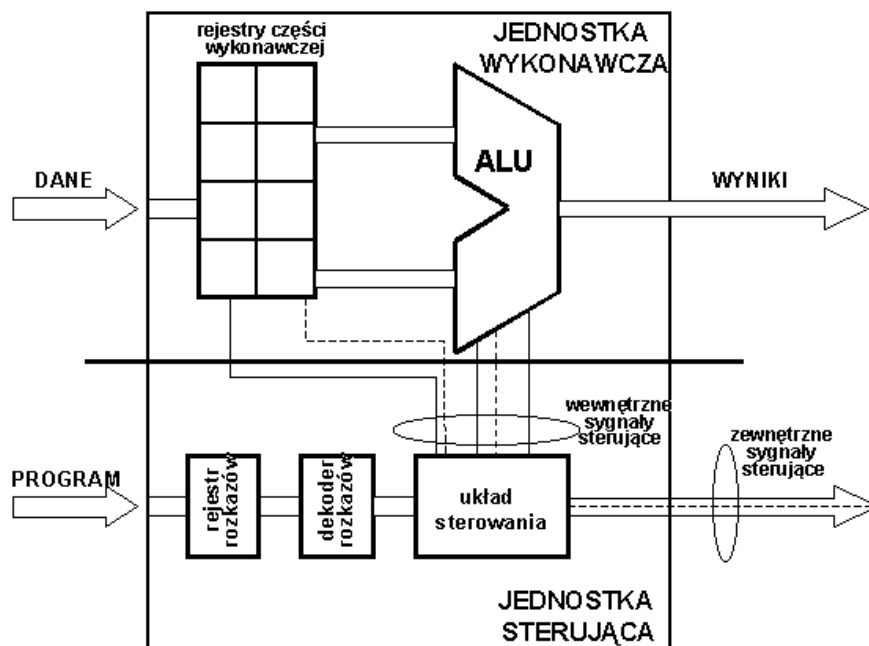 rejestry części
wykonawczej
JEDNOSTKA
WYKONAWCZA
ALU
DANE
WYNIKI
wewnętrzne
sygnały
sterujące
zewnętrzne
sygnały
sterujące
PROGRAM
rejestr
rozkazów
dekoder
rozkazów
układ
sterowania
JEDNOSTKA
STERUJĄCA